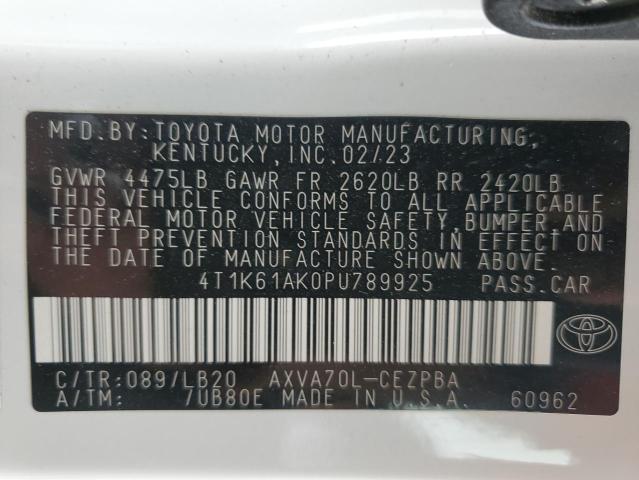 MFD.BY:TOYOTA MOTOR MANUFACTURING,
KENTUCKY,INC.02/23
GVWR 4475LB GAWR FR 2620LB RR 2420LB
THIS VEHICLE CONFORMS TO ALL APPLICABLE
FEDERAL MOTOR VEHICLE SAFETY,BUMPER,AND
THEFT PREVENTION STANDARDS IN EFFECT ON
THE DATE OF MANUFACTURE SHOWN ABOVE.
4T1K61AK0PU789925 PASS.CAR
C/TR:089/LB20 AXVA70L-CEZPBA
A/TM: /UB80E MADE IN U.S.A. 60962